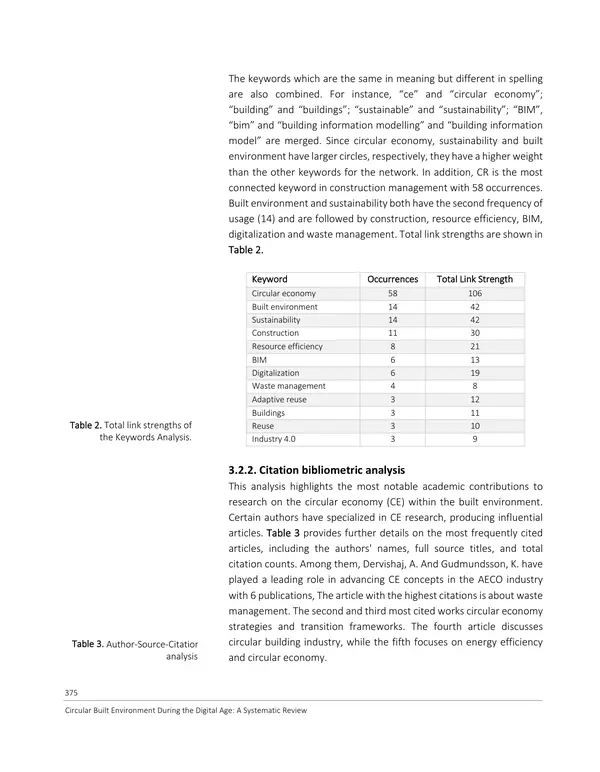 The keywords which are the same in meaning but different in spelling
are also combined. For instance, “ce” and “circular economy”;
“building” and “buildings”; “sustainable” and “sustainability”; “BIM”,
“bim” and “building information modelling” and “building information
model” are merged. Since circular economy, sustainability and built
environment have larger circles, respectively, they have a higher weight
than the other keywords for the network. In addition, CR is the most
connected keyword in construction management with 58 occurrences.
Built environment and sustainability both have the second frequency of
usage (14) and are followed by construction, resource efficiency, BIM,
digitalization and waste management. Total link strengths are shown in
Table 2.
Keyword Occurrences Total Link Strength
Circular economy 58 106
Built environment 14 42
Sustainability 14 42
Construction 11 30
Resource efficiency 8 21
BIM 6 13
Digitalization 6 19
Waste management 4 8
Adaptive reuse 3 12
Buildings 3 11
Reuse 3 10
Industry 4.0 3 9
Table 2. Total link strengths of
the Keywords Analysis.
3.2.2. Citation bibliometric analysis
This analysis highlights the most notable academic contributions to
research on the circular economy (CE) within the built environment.
Certain authors have specialized in CE research, producing influential
articles. Table 3 provides further details on the most frequently cited
articles, including the authors' names, full source titles, and total
citation counts. Among them, Dervishaj, A. And Gudmundsson, K. have
played a leading role in advancing CE concepts in the AECO industry
with 6 publications, The article with the highest citations is about waste
management. The second and third most cited works circular economy
strategies and transition frameworks. The fourth article discusses
circular building industry, while the fifth focuses on energy efficiency
and circular economy.
Table 3. Author-Source-Citation
analysis
375
Circular Built Environment During the Digital Age: A Systematic Review